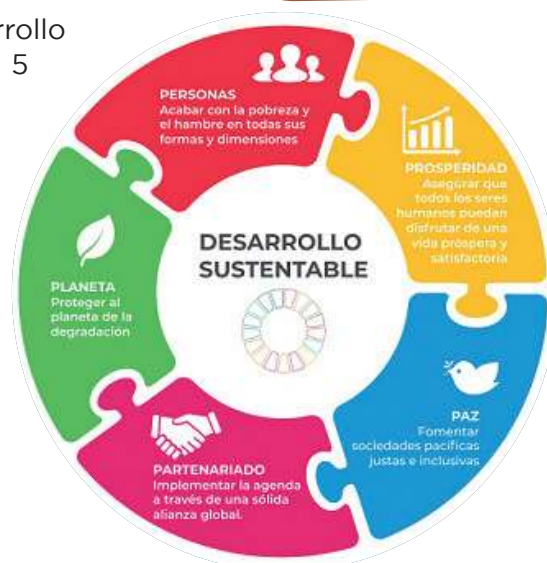 rrollo
5
PERSONAS
Acabar con la pobreza y
el hambre en todas sus
formas y dimensiones
PROSPERIDAD
Asegurar que
todos los seres
humanos puedan
disfrutar de una
vida próspera y
satisfactoria
DESARROLLO
SUSTENTABLE
PLANETA
Proteger al
planeta de la
degradación
PAZ
Fomentar
sociedades pacíficas
justas e inclusivas
PARTENARIADO
Implementar la agenda
a través de una sólida
alianza global.